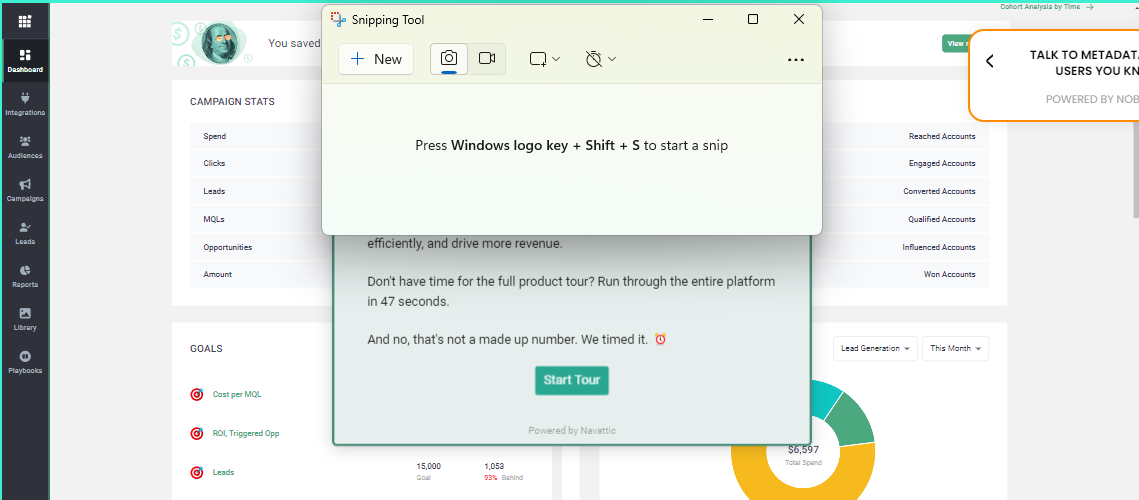 Cohort Analysis by Time
Snipping Tool
New
Press Windows logo key + Shift + S to start a snip
You saved
View
TALK TO METADATA
USERS YOU KN
POWERED BY NOB
Dashboard
Integrations
Audiences
Campaigns
Leads
Reports
Library
Playbooks
CAMPAIGN STATS
Spend
Reached Accounts
Clicks
Engaged Accounts
Leads
Converted Accounts
MQLs
Qualified Accounts
Opportunities
Influenced Accounts
Amount
Won Accounts
efficiently, and drive more revenue.
Don't have time for the full product tour? Run through the entire platform
in 47 seconds.
And no, that's not a made up number. We timed it. ⏰
Start Tour
Powered by Navattic
GOALS
Lead Generation
This Month
Cost per MQL
ROI, Triggered Opp
Leads
15,000
Goal
1,053
93% Behind
$6,597
Total Spend